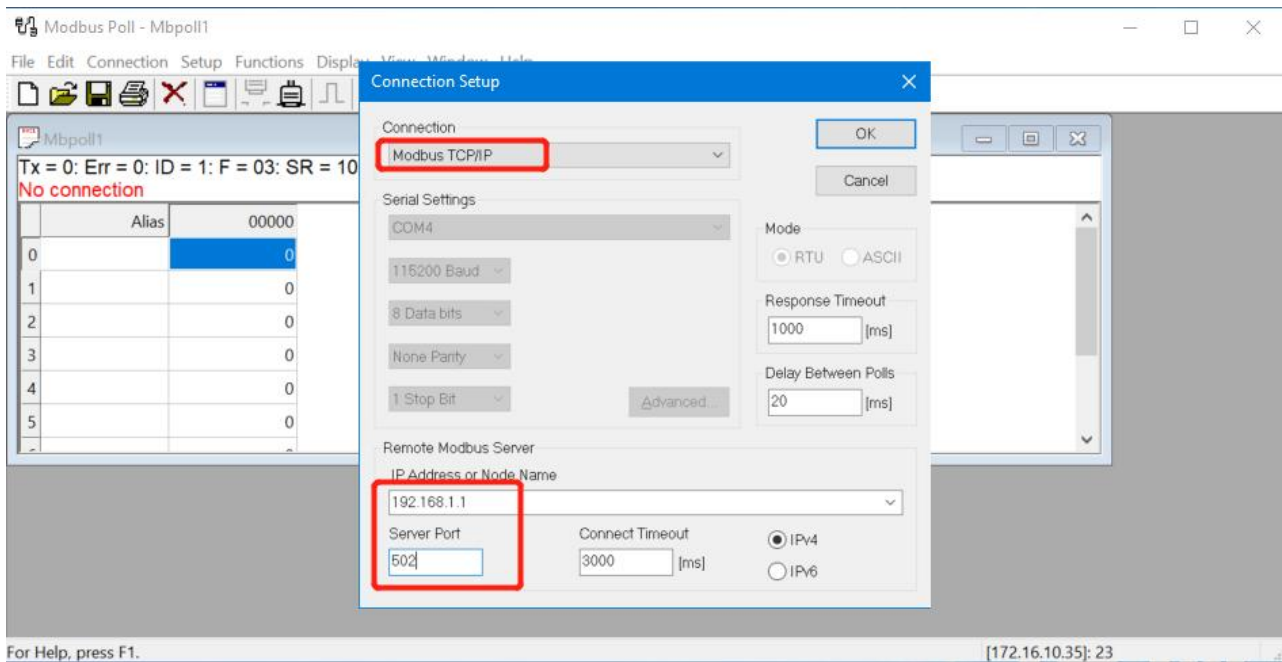 Modbus Poll - Mbpoll1
File Edit Connection Setup Functions Display View Window Help
Mbpoll1
Tx = 0: Err = 0: ID = 1: F = 03: SR = 10
No connection
Alias 00000
0 0
1 0
2 0
3 0
4 0
5 0
Connection Setup
Connection
Modbus TCP/IP
OK
Cancel
Serial Settings
COM4
115200 Baud
8 Data bits
None Parity
1 Stop Bit
Advanced...
Mode
RTU ASCII
Response Timeout
1000 [ms]
Delay Between Polls
20 [ms]
Remote Modbus Server
IP Address or Node Name
192.168.1.1
Server Port
502
Connect Timeout
3000 [ms]
IPv4
IPv6
For Help, press F1.
[172.16.10.35]: 23